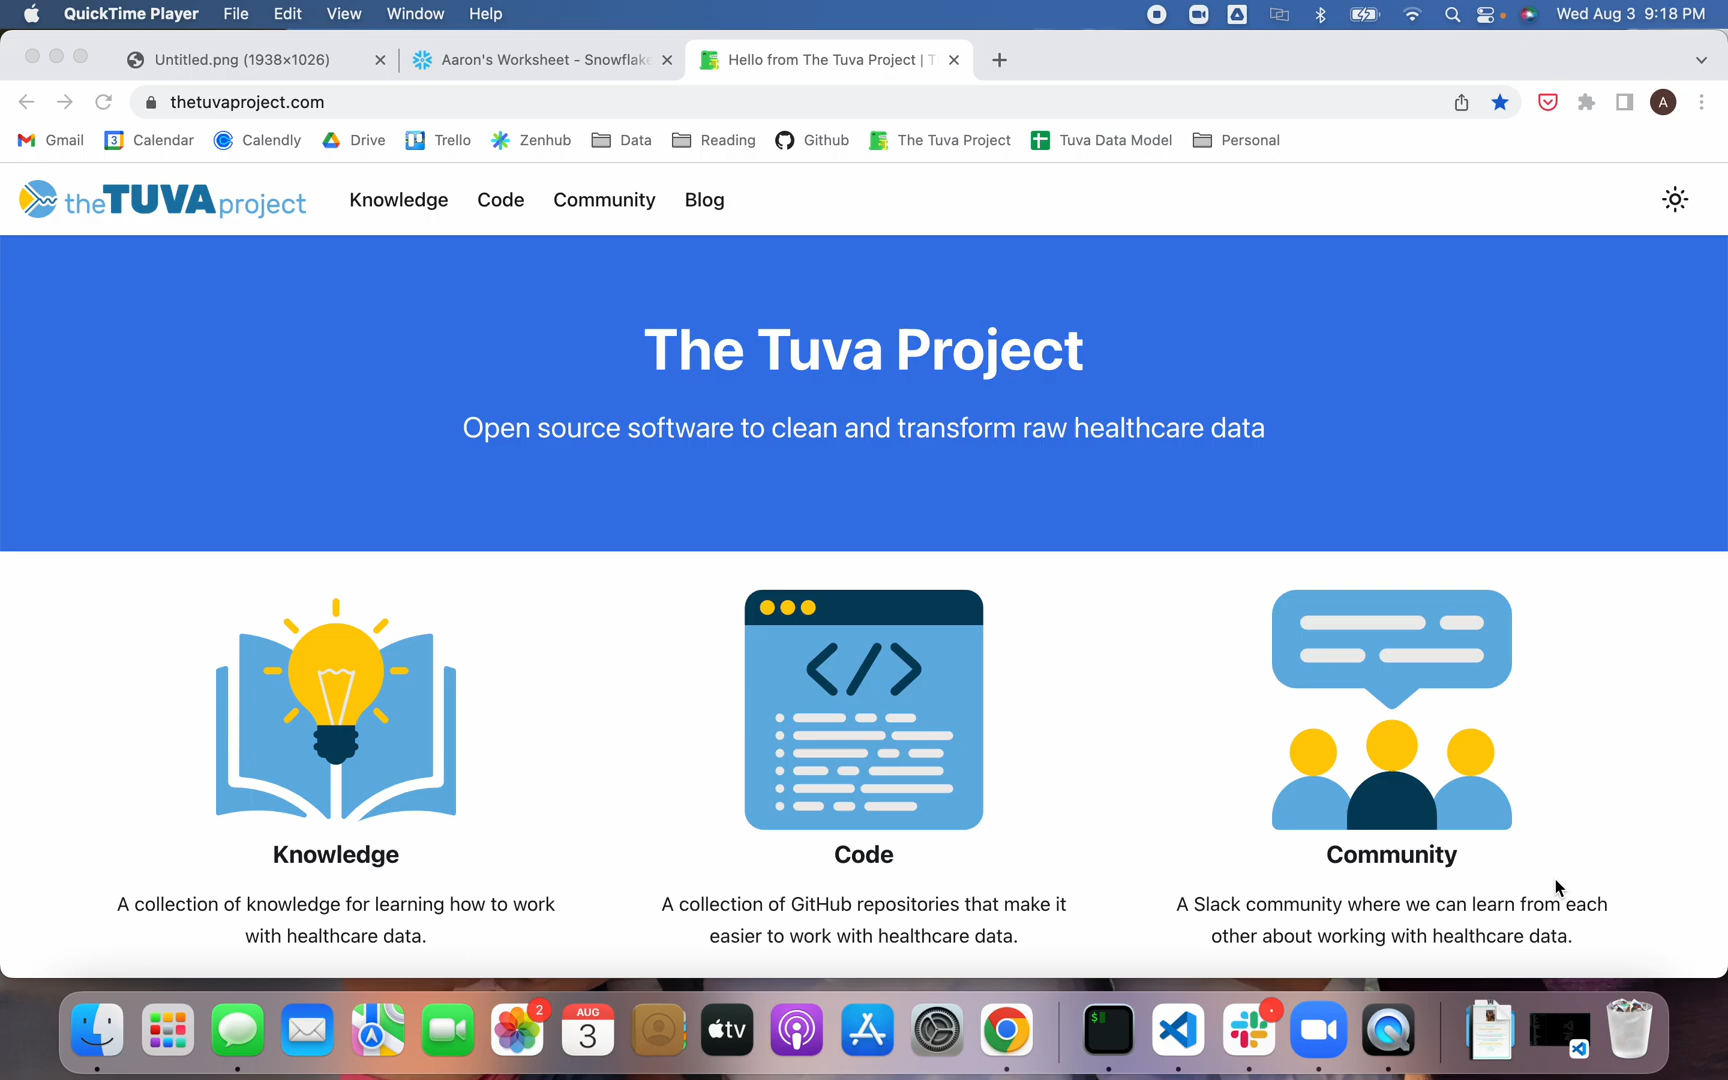 QuickTime Player File Edit View Window Help Wed Aug 3 9:18 PM
Untitled.png (1938×1026) Aaron's Worksheet - Snowflake Hello from The Tuva Project | T
thetuvaproject.com A
Gmail 3 Calendar Calendly Drive Trello Zenhub Data Reading Github The Tuva Project Tuva Data Model Personal
theTUVAproject Knowledge Code Community Blog
The Tuva Project
Open source software to clean and transform raw healthcare data
</>
Knowledge Code Community
A collection of knowledge for learning how to work
with healthcare data.
A collection of GitHub repositories that make it
easier to work with healthcare data.
A Slack community where we can learn from each
other about working with healthcare data.
2 AUG
3
tv $